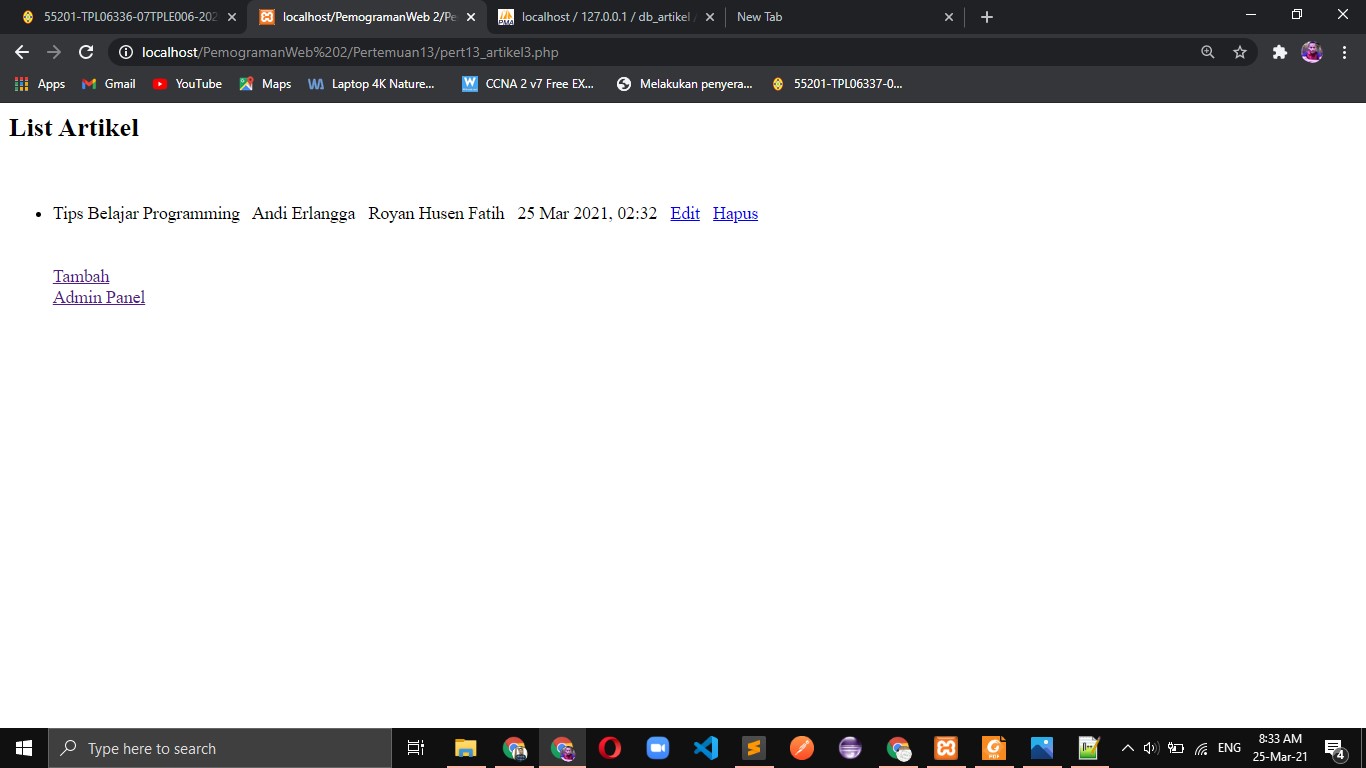 55201-TPL06336-07TPLE006-202
localhost/PemogramanWeb 2/Pe
localhost / 127.0.0.1 / db_artikel /
New Tab
localhost/PemogramanWeb%202/Pertemuan13/pert13_artikel3.php
Apps
Gmail
YouTube
Maps
Laptop 4K Nature...
CCNA 2 v7 Free EX...
Melakukan penyera...
55201-TPL06337-0...
List Artikel
Tips Belajar Programming Andi Erlangga Royan Husen Fatih 25 Mar 2021, 02:32 Edit Hapus
Tambah
Admin Panel
Type here to search
ENG
8:33 AM
25-Mar-21
4